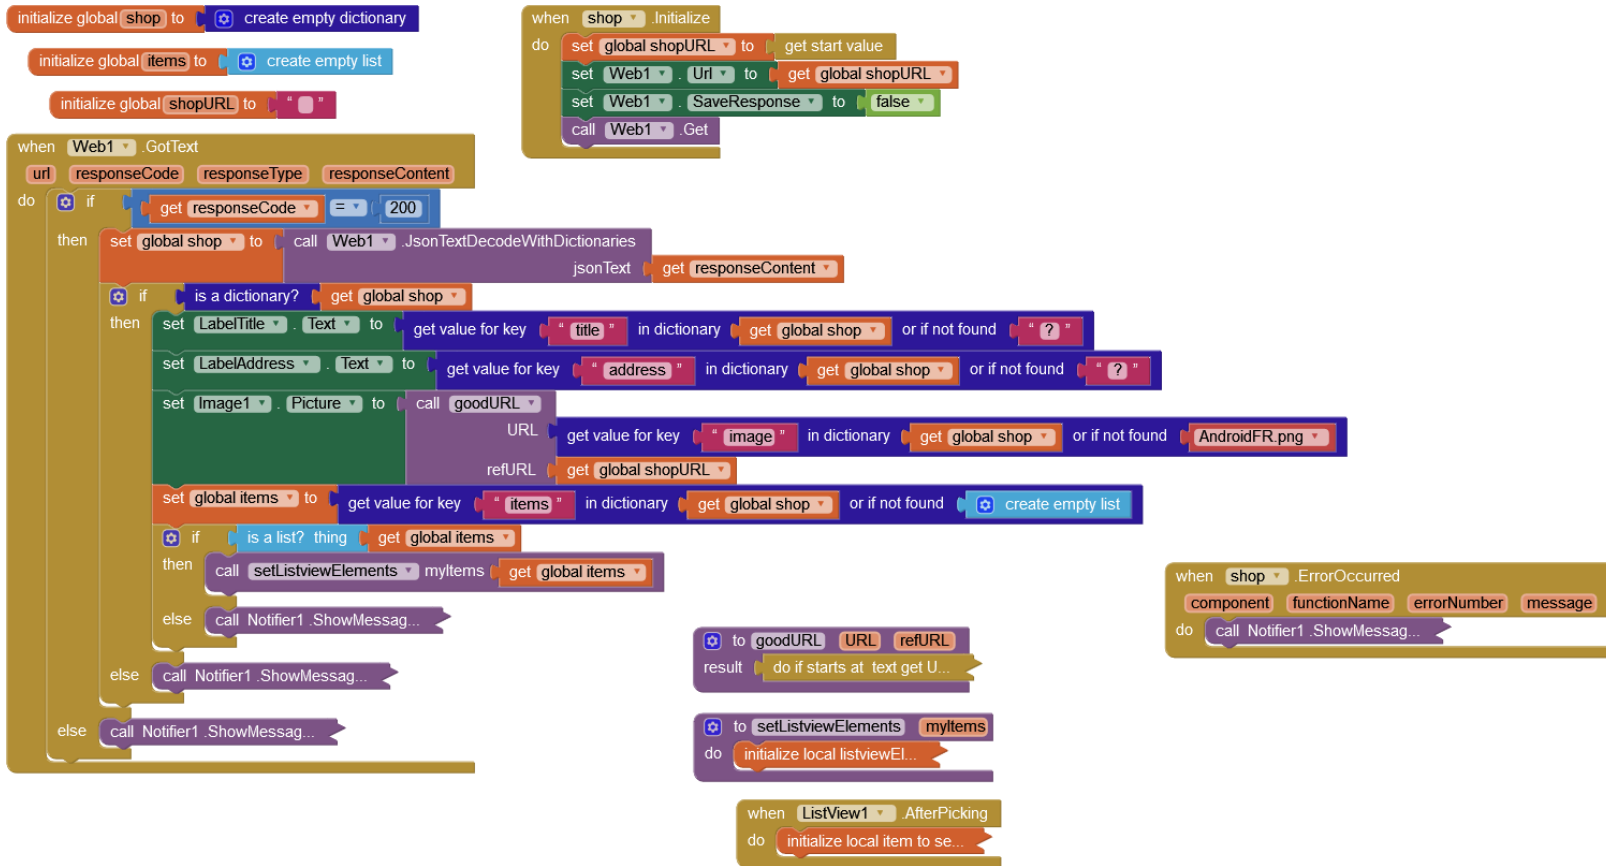 initialize global shop to create empty dictionary
initialize global items to create empty list
initialize global shopURL to " "
when shop .Initialize
do set global shopURL to get start value
set Web1 . Url to get global shopURL
set Web1 . SaveResponse to false
call Web1 .Get
when Web1 .GotText
url responseCode responseType responseContent
do if get responseCode = 200
then set global shop to call Web1 .JsonTextDecodeWithDictionaries
jsonText get responseContent
if is a dictionary? get global shop
then set LabelTitle . Text to get value for key " title " in dictionary get global shop or if not found " ? "
set LabelAddress . Text to get value for key " address " in dictionary get global shop or if not found " ? "
set Image1 . Picture to call goodURL
URL get value for key " image " in dictionary get global shop or if not found AndroidFR.png
refURL get global shopURL
set global items to get value for key " items " in dictionary get global shop or if not found create empty list
if is a list? thing get global items
then call setListviewElements myItems get global items
else call Notifier1 .ShowMessag...
else call Notifier1 .ShowMessag...
else call Notifier1 .ShowMessag...
when shop .ErrorOccurred
component functionName errorNumber message
do call Notifier1 .ShowMessag...
to goodURL URL refURL
result do if starts at text get U...
to setListviewElements myItems
do initialize local listviewEl...
when ListView1 .AfterPicking
do initialize local item to se...